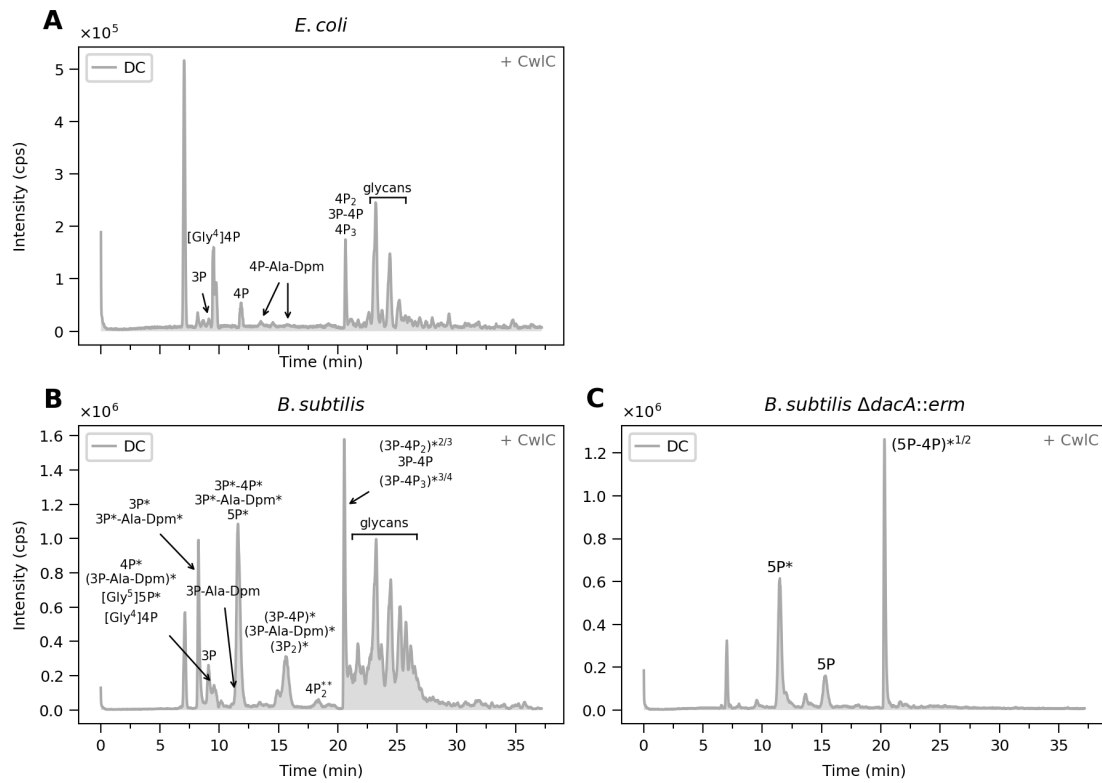 A
E. coli
×10⁵
DC
+ CwlC
5
4
3
2
1
0
Intensity (cps)
[Gly⁴]4P
3P
4P
4P-Ala-Dpm
4P₂
3P-4P
4P₃
glycans
Time (min)
B
B. subtilis
×10⁶
DC
+ CwlC
1.6
1.4
1.2
1.0
0.8
0.6
0.4
0.2
0.0
Intensity (cps)
3P*
3P*-Ala-Dpm*
4P*
(3P-Ala-Dpm)*
[Gly⁵]5P*
[Gly⁴]4P
3P
3P*-4P*
3P*-Ala-Dpm*
5P*
3P-Ala-Dpm
(3P-4P)*
(3P-Ala-Dpm)*
(3P₂)*
4P₂**
(3P-4P₂)*²/³
3P-4P
(3P-4P₃)*³/⁴
glycans
0 5 10 15 20 25 30 35
Time (min)
C
B. subtilis ΔdacA::erm
×10⁶
DC
+ CwlC
1.2
1.0
0.8
0.6
0.4
0.2
0.0
5P*
5P
(5P-4P)*¹/²
0 5 10 15 20 25 30 35
Time (min)